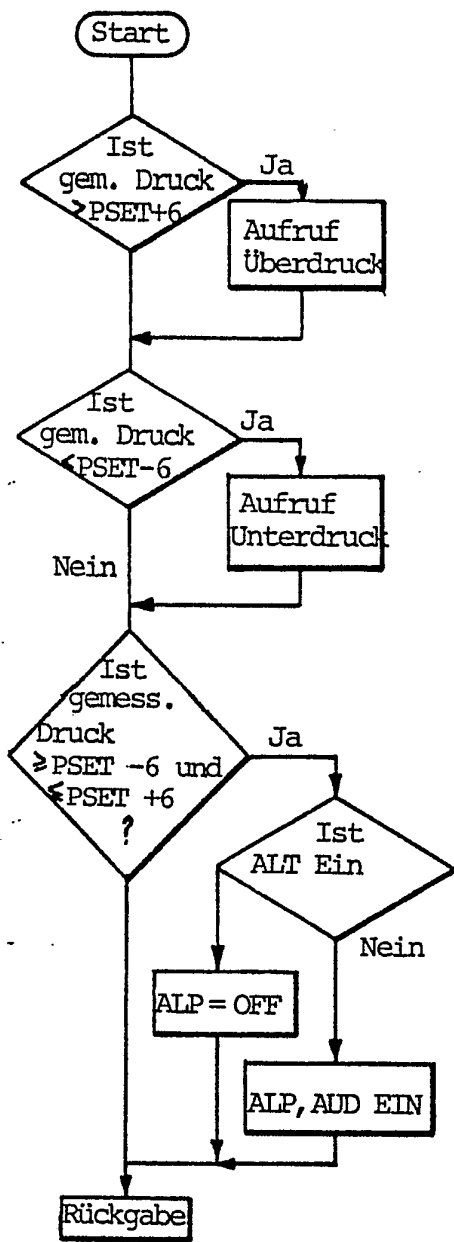 Start
Ist
gem. Druck
>PSET+6
Ja
Aufruf
Überdruck
Ist
gem. Druck
≤PSET-6
Ja
Aufruf
Unterdruck
Nein
Ist
gemess.
Druck
≥PSET -6 und
≤PSET +6
?
Ja
Ist
ALT Ein
Nein
ALP = OFF
ALP, AUD EIN
Rückgabe